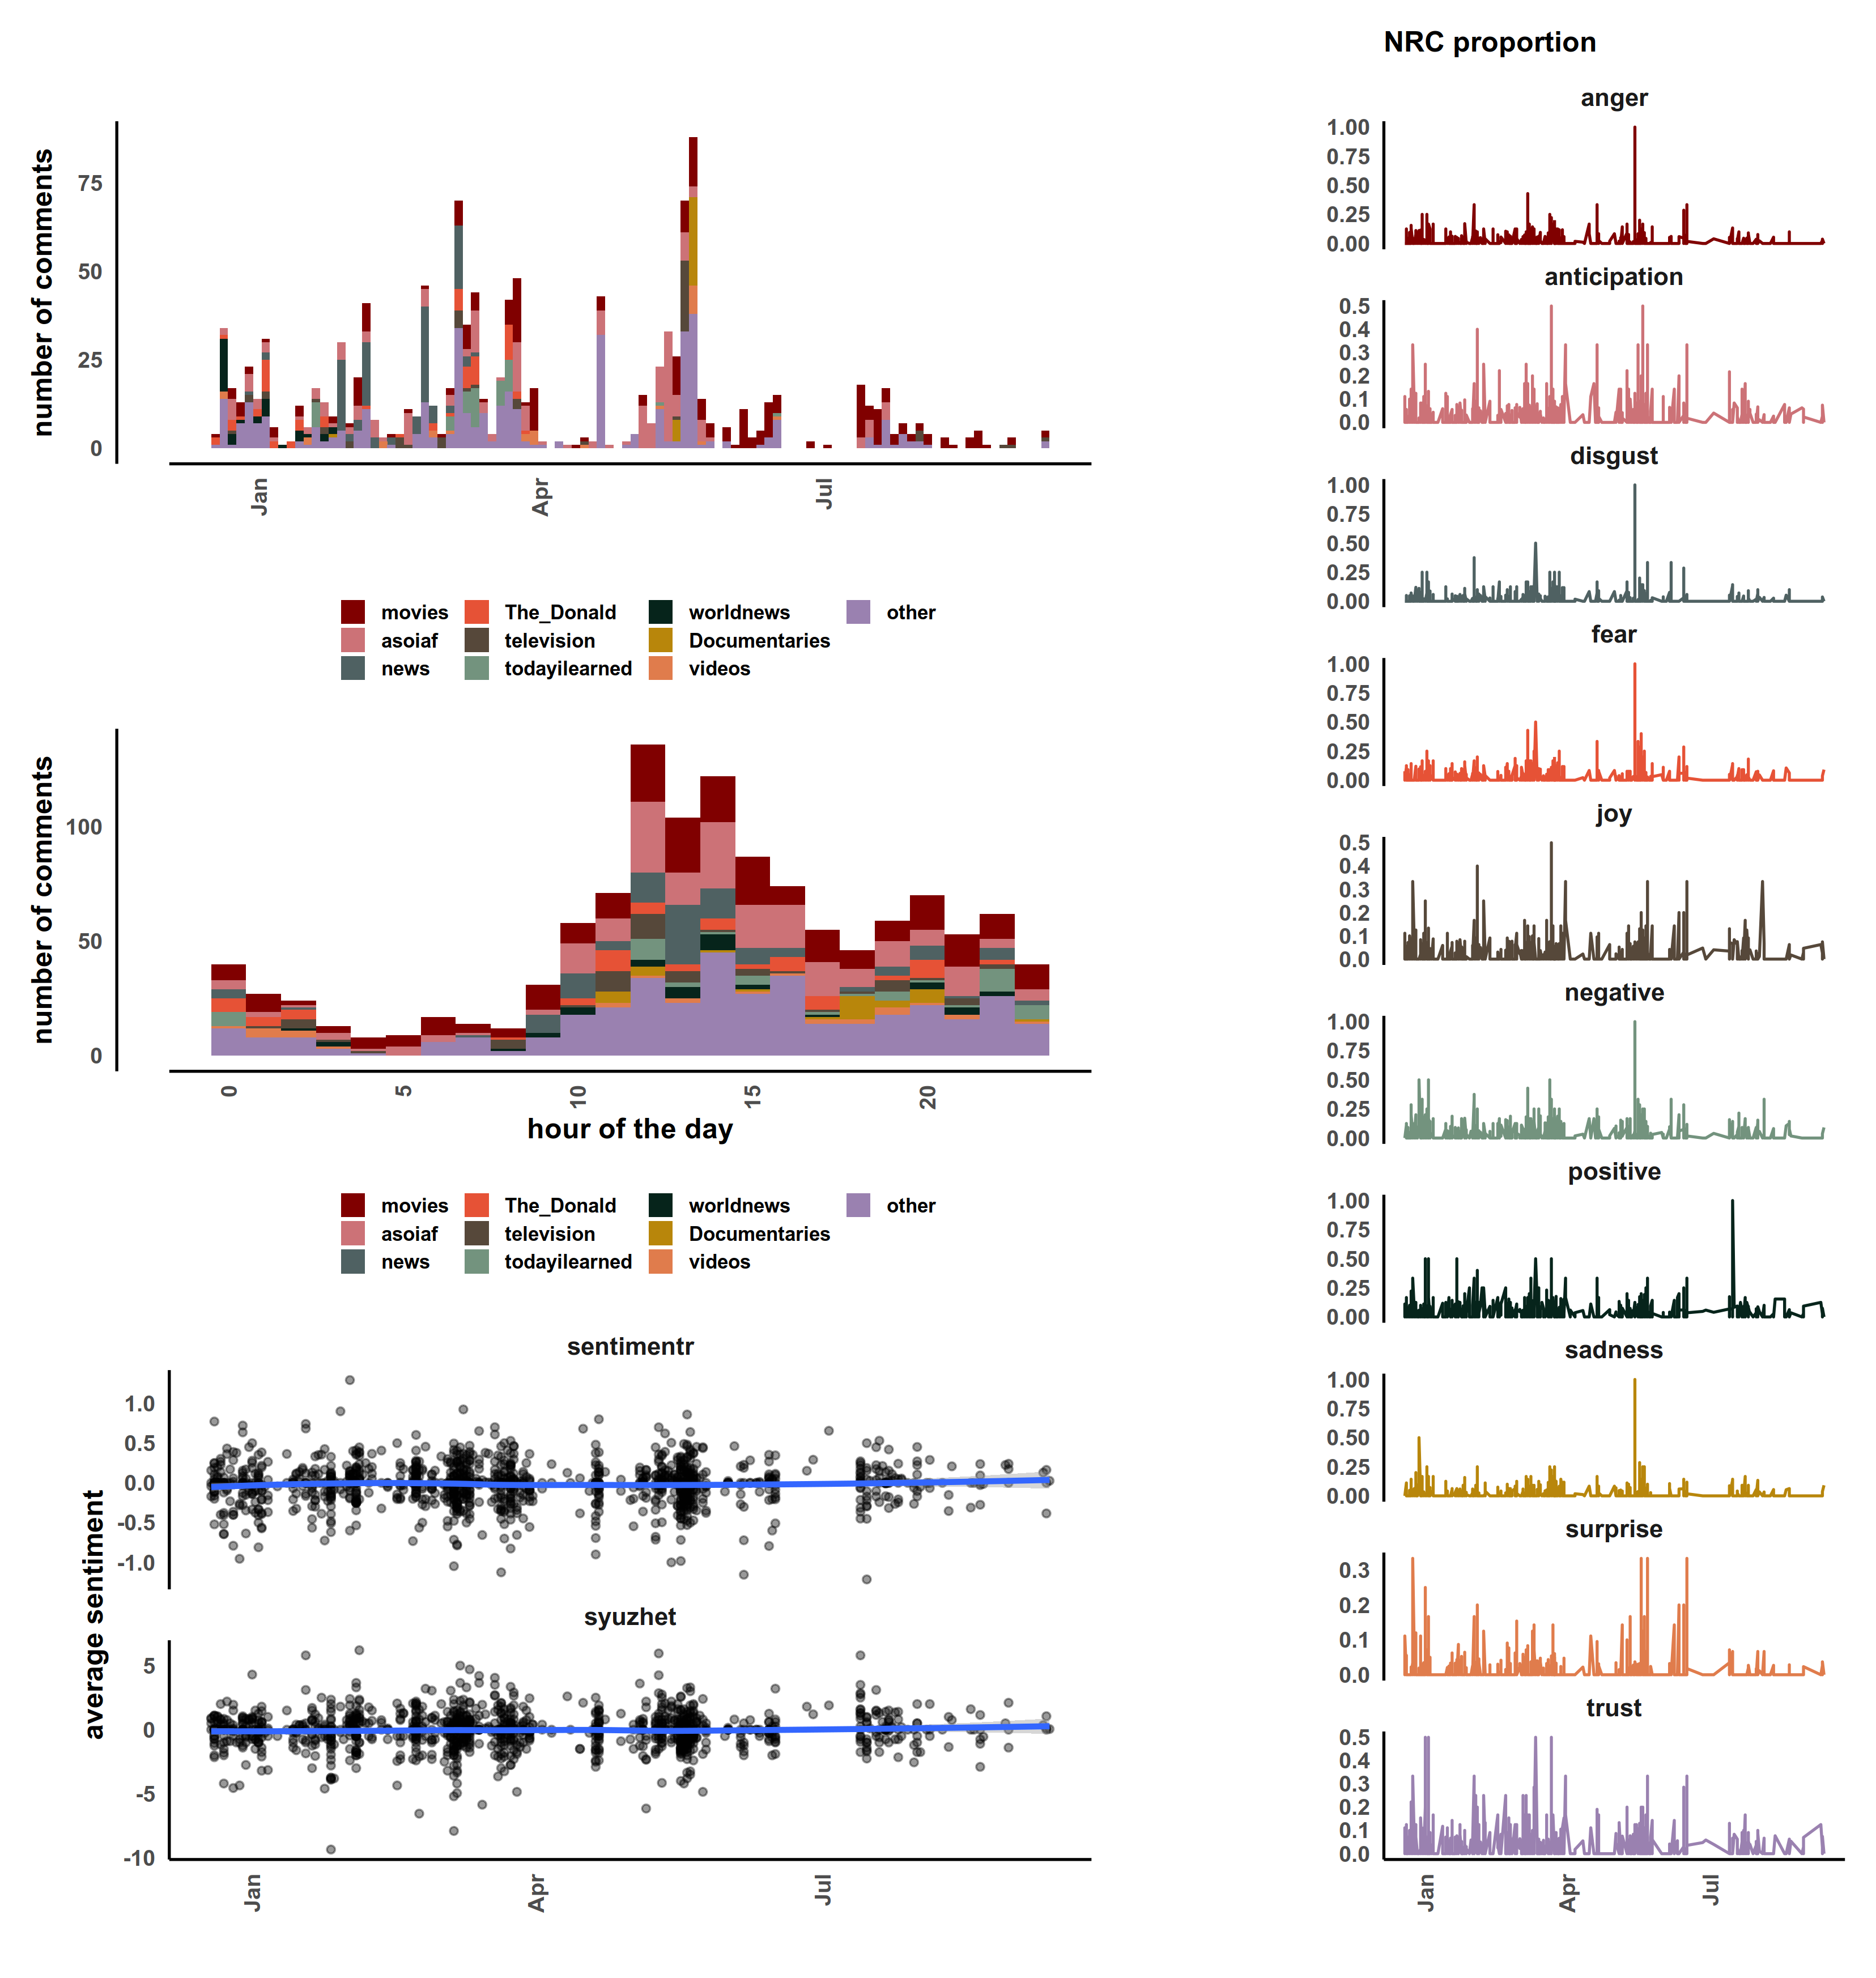 number of comments
75
50
25
0
Jan Apr Jul
movies The_Donald worldnews other
asoiaf television Documentaries
news todayilearned videos
number of comments
100
50
0
0 5 10 15 20
hour of the day
movies The_Donald worldnews other
asoiaf television Documentaries
news todayilearned videos
average sentiment
sentimentr
1.0
0.5
0.0
-0.5
-1.0
syuzhet
5
0
-5
-10
Jan Apr Jul
NRC proportion
anger
1.00
0.75
0.50
0.25
0.00
anticipation
0.5
0.4
0.3
0.2
0.1
0.0
disgust
1.00
0.75
0.50
0.25
0.00
fear
1.00
0.75
0.50
0.25
0.00
joy
0.5
0.4
0.3
0.2
0.1
0.0
negative
1.00
0.75
0.50
0.25
0.00
positive
1.00
0.75
0.50
0.25
0.00
sadness
1.00
0.75
0.50
0.25
0.00
surprise
0.3
0.2
0.1
0.0
trust
0.5
0.4
0.3
0.2
0.1
0.0
Jan Apr Jul